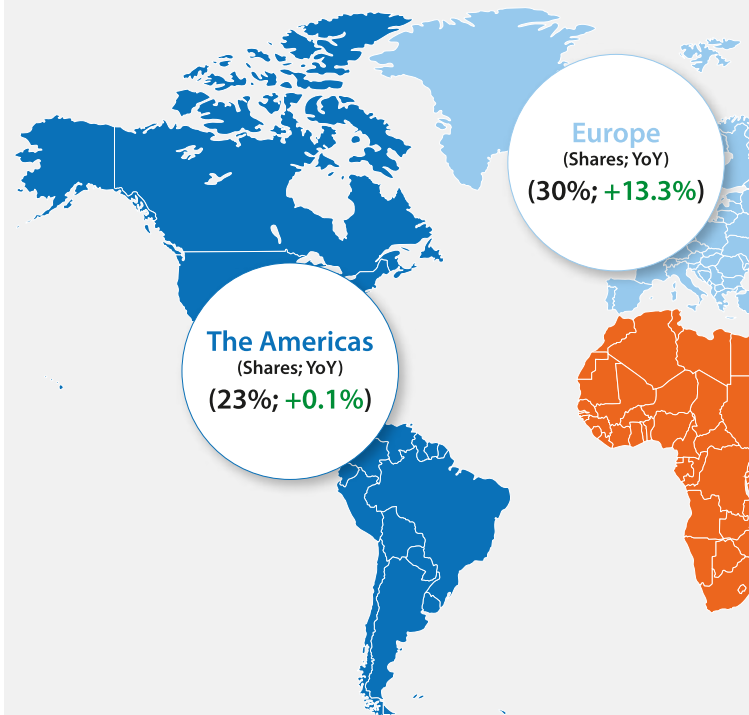 Europe
(Shares; YoY)
(30%; +13.3%)
The Americas
(Shares; YoY)
(23%; +0.1%)